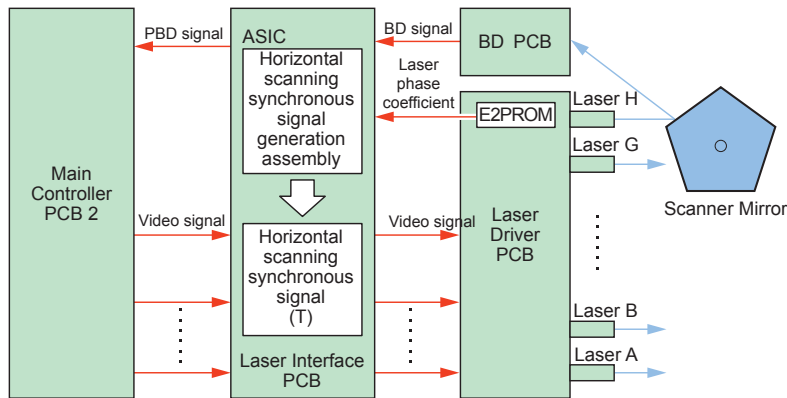 PBD signal
ASIC
BD signal
BD PCB
Horizontal
scanning
synchronous
signal
generation
assembly
Laser
phase
coefficient
E2PROM
Laser H
Laser G
Scanner Mirror
Main
Controller
PCB 2
Video signal
Video signal
Laser
Driver
PCB
Horizontal
scanning
synchronous
signal
(T)
Laser B
Laser A
Laser Interface
PCB